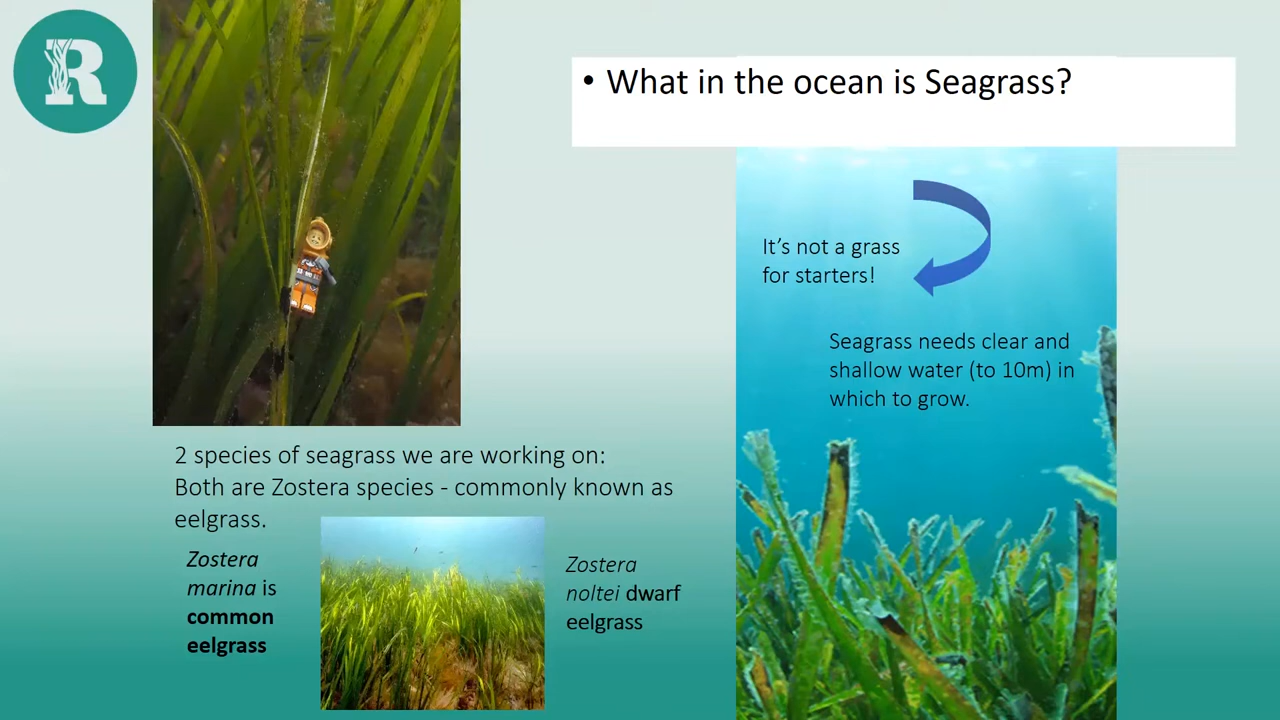 R
• What in the ocean is Seagrass?
It's not a grass
for starters!
Seagrass needs clear and
shallow water (to 10m) in
which to grow.
2 species of seagrass we are working on:
Both are Zostera species - commonly known as
eelgrass.
Zostera
marina is
common
eelgrass
Zostera
noltei dwarf
eelgrass